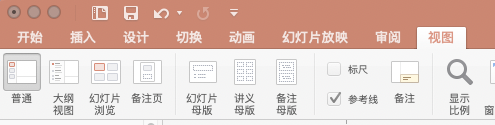 开始 插入 设计 切换 动画 幻灯片放映 审阅 视图
普通 大纲视图 幻灯片浏览 备注页 幻灯片母版 讲义母版 备注母版 标尺 参考线 备注 显示比例